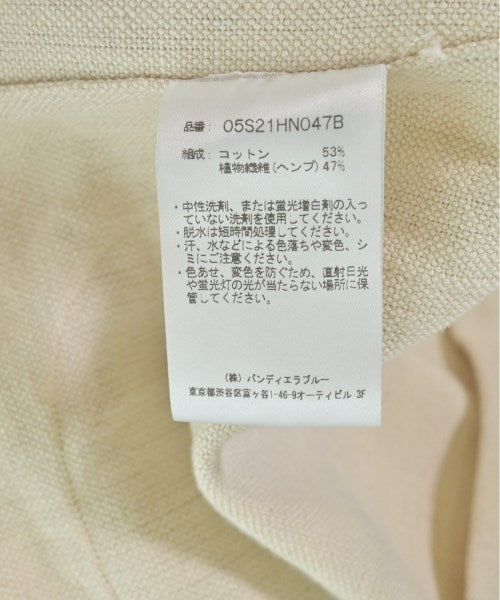 品番: 05S21HN047B
組成: コットン 53%
植物繊維(ヘンプ) 47%
・中性洗剤、または蛍光増白剤の入っ
ていない洗剤を使用してください。
・脱水は短時間処理してください。
・汗、水などによる色落ちや変色、シ
ミにご注意ください。
・色あせ、変色を防ぐため、直射日光
や蛍光灯の光が当たらない場所に保
管してください。
(株) バンディエラブルー
東京都渋谷区富ヶ谷1-46-9オーティビル 3F